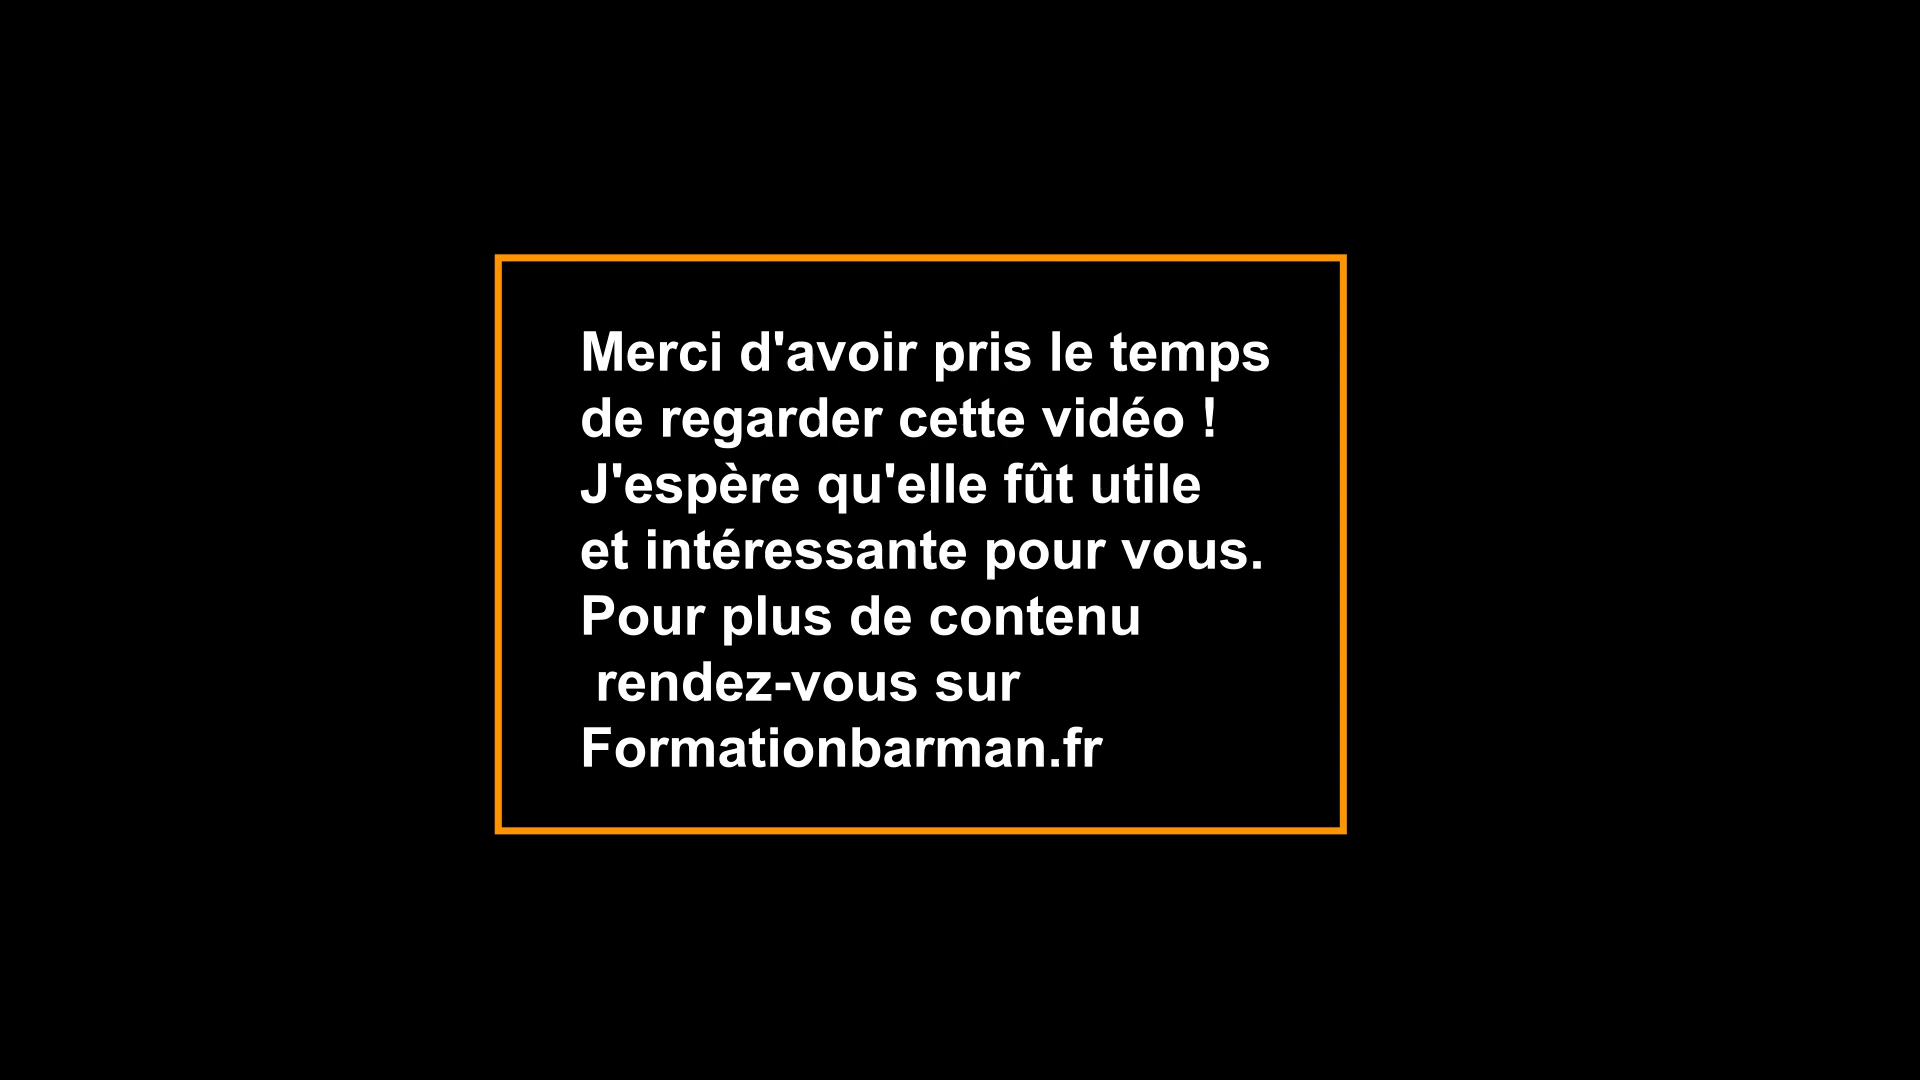 Merci d'avoir pris le temps
de regarder cette vidéo !
J'espère qu'elle fût utile
et intéressante pour vous.
Pour plus de contenu
rendez-vous sur
Formationbarman.fr